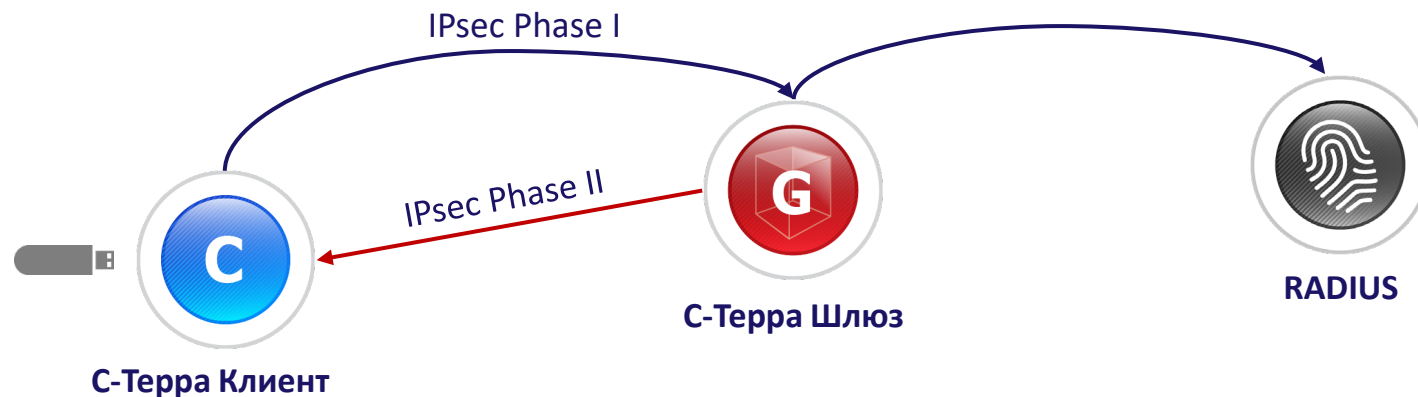 IPsec Phase I
IPsec Phase II
C
G
RADIUS
С-Терра Шлюз
С-Терра Клиент